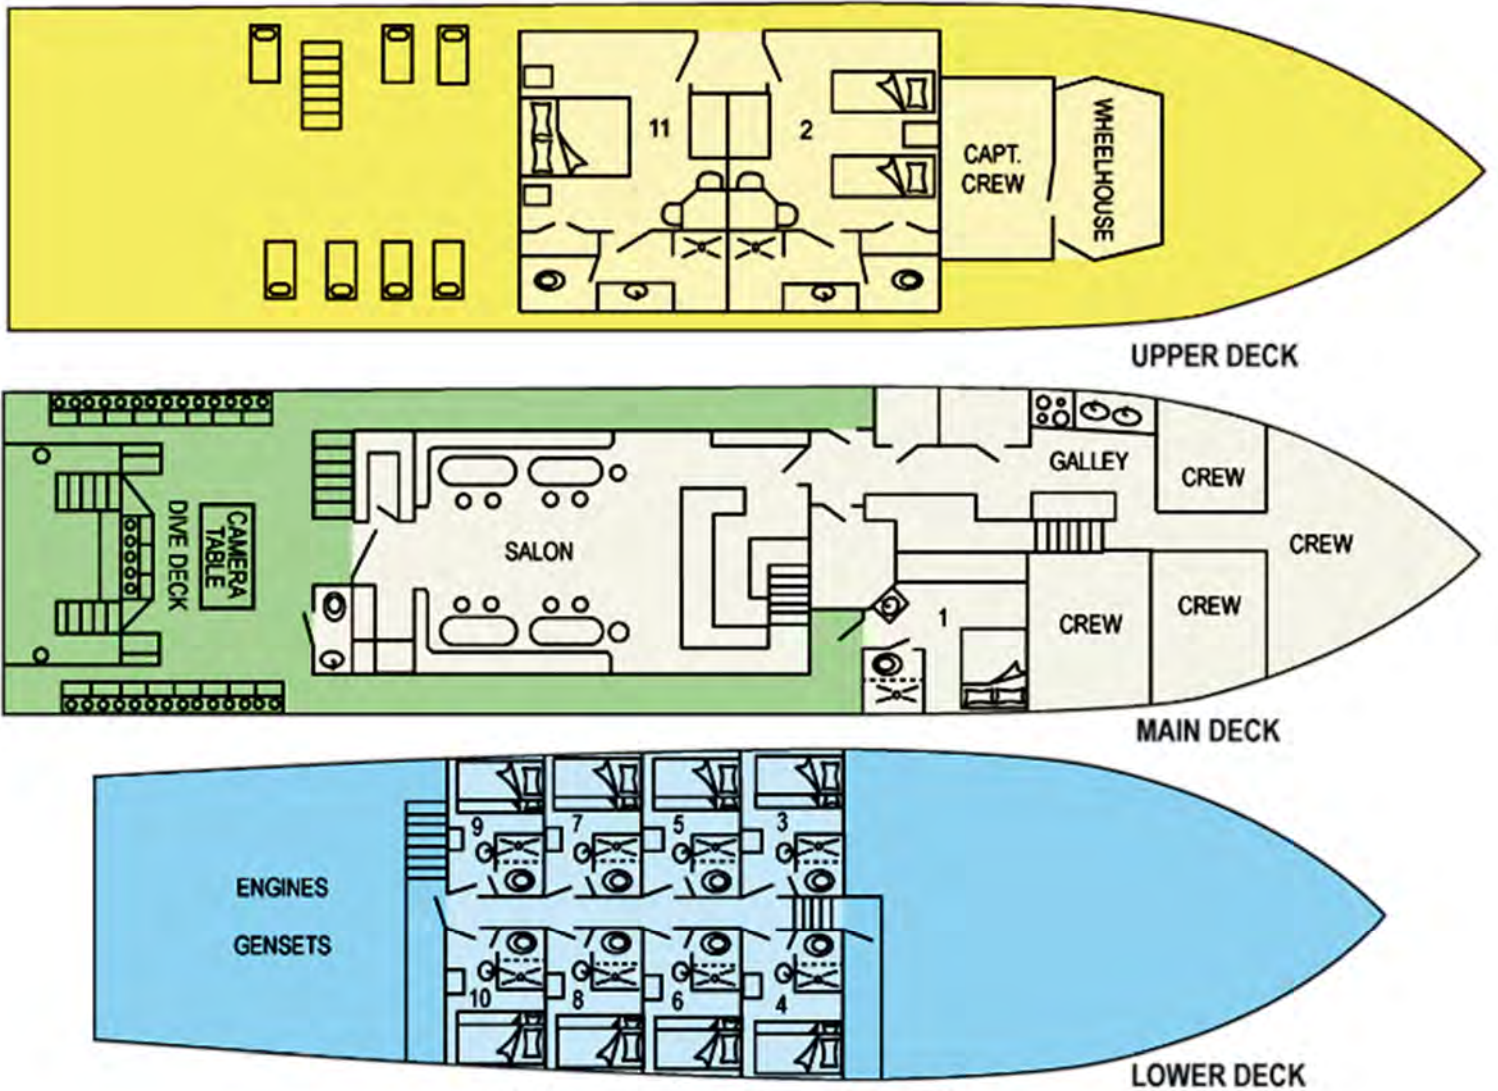 11
2
CAPT.
CREW
WHEELHOUSE
UPPER DECK
GALLEY
CREW
CAMERA
TABLE
DIVE DECK
SALON
CREW
1
CREW
CREW
MAIN DECK
9
7
5
3
ENGINES
GENSETS
10
8
6
4
LOWER DECK